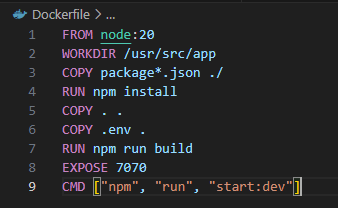 Dockerfile > ...
1 FROM node:20
2 WORKDIR /usr/src/app
3 COPY package*.json ./
4 RUN npm install
5 COPY . .
6 COPY .env .
7 RUN npm run build
8 EXPOSE 7070
9 CMD ["npm", "run", "start:dev"]